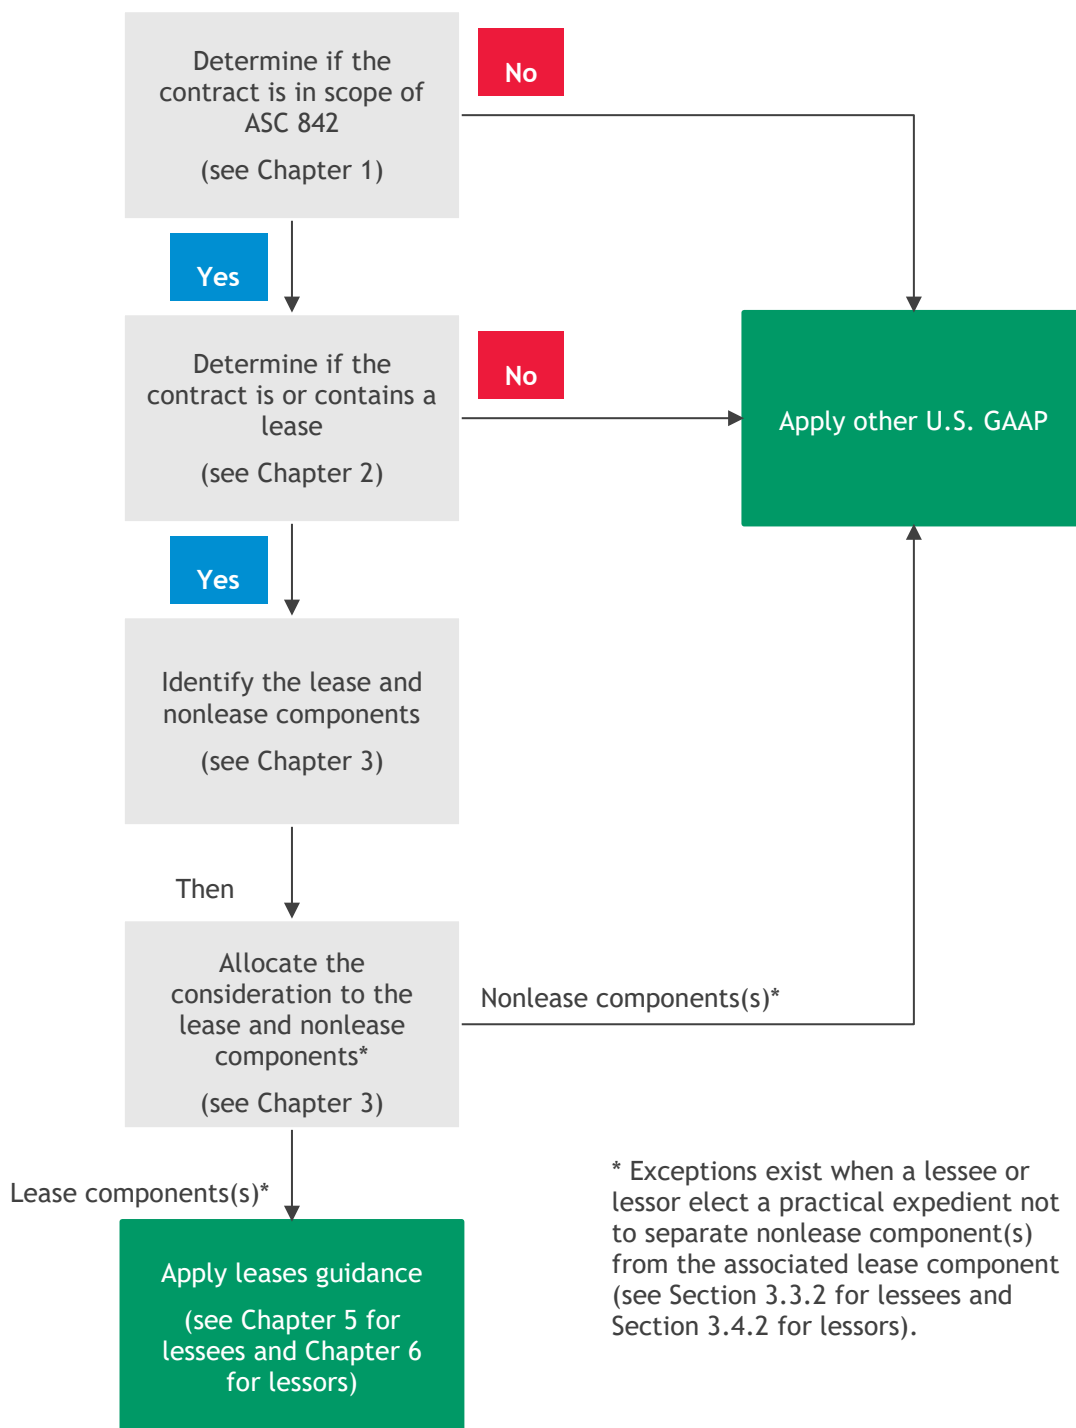 Determine if the
contract is in scope of
ASC 842
(see Chapter 1)
No
Yes
Determine if the
contract is or contains a
lease
(see Chapter 2)
No
Apply other U.S. GAAP
Yes
Identify the lease and
nonlease components
(see Chapter 3)
Then
Allocate the
consideration to the
lease and nonlease
components*
(see Chapter 3)
Nonlease components(s)*
Lease components(s)*
Apply leases guidance
(see Chapter 5 for
lessees and Chapter 6
for lessors)
* Exceptions exist when a lessee or
lessor elect a practical expedient not
to separate nonlease component(s)
from the associated lease component
(see Section 3.3.2 for lessees and
Section 3.4.2 for lessors).